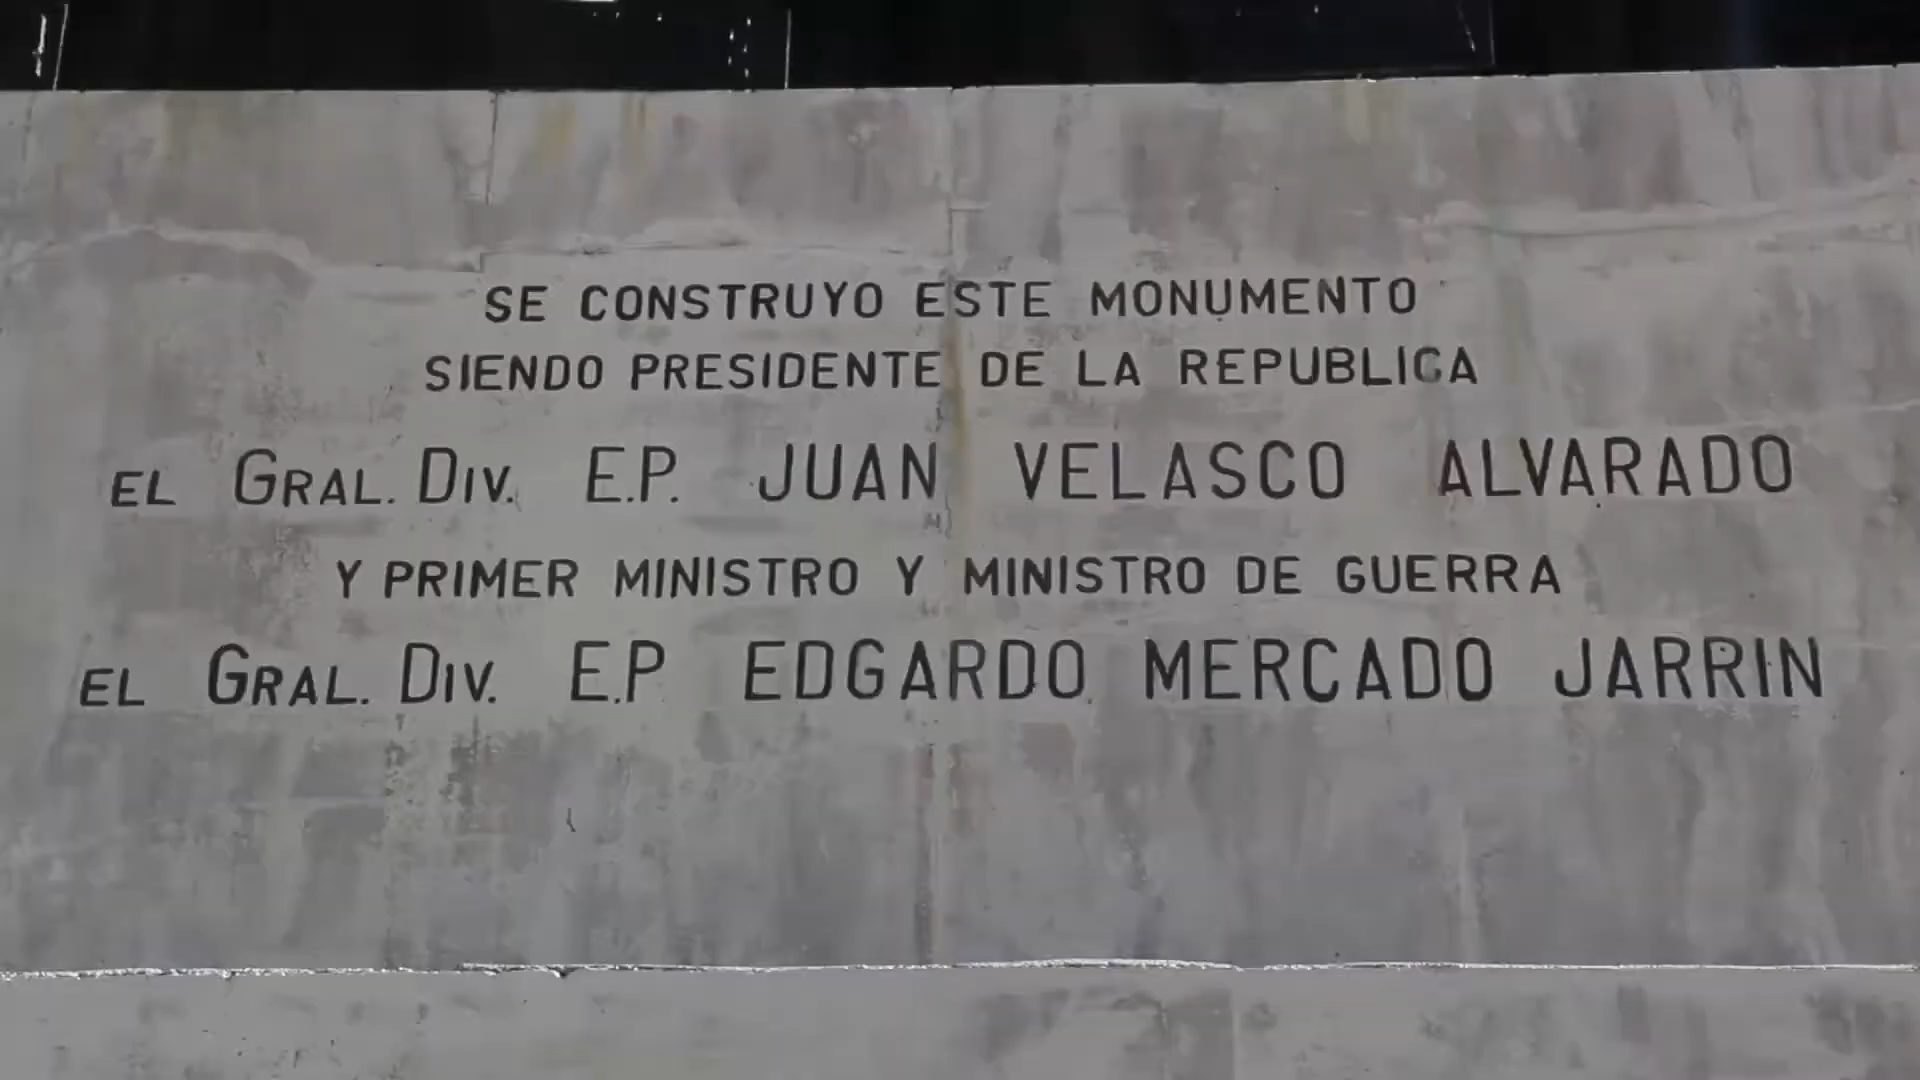 SE CONSTRUYO ESTE MONUMENTO
SIENDO PRESIDENTE DE LA REPUBLICA
EL GRAL. DIV. E.P. JUAN VELASCO ALVARADO
Y PRIMER MINISTRO Y MINISTRO DE GUERRA
EL GRAL. DIV. E.P EDGARDO MERCADO JARRIN